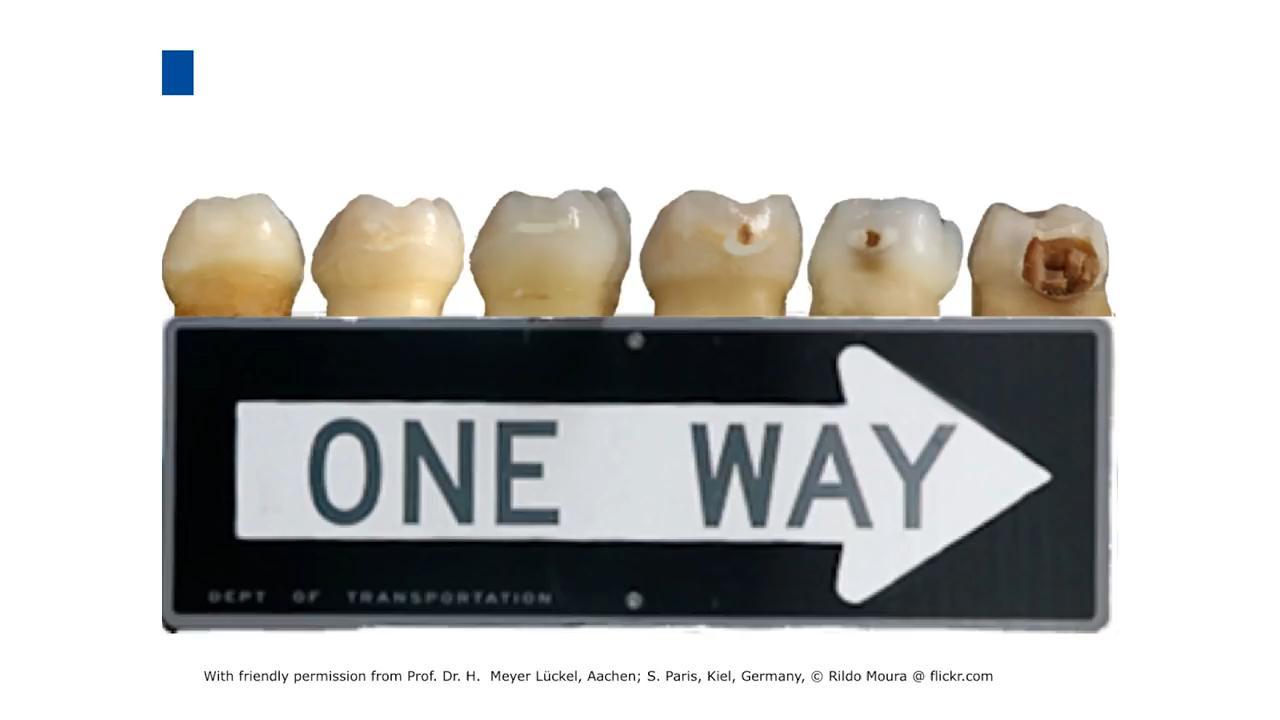 ONE WAY
DEPT OF TRANSPORTATION
With friendly permission from Prof. Dr. H.  Meyer Lückel, Aachen; S. Paris, Kiel, Germany, © Rildo Moura @ flickr.com